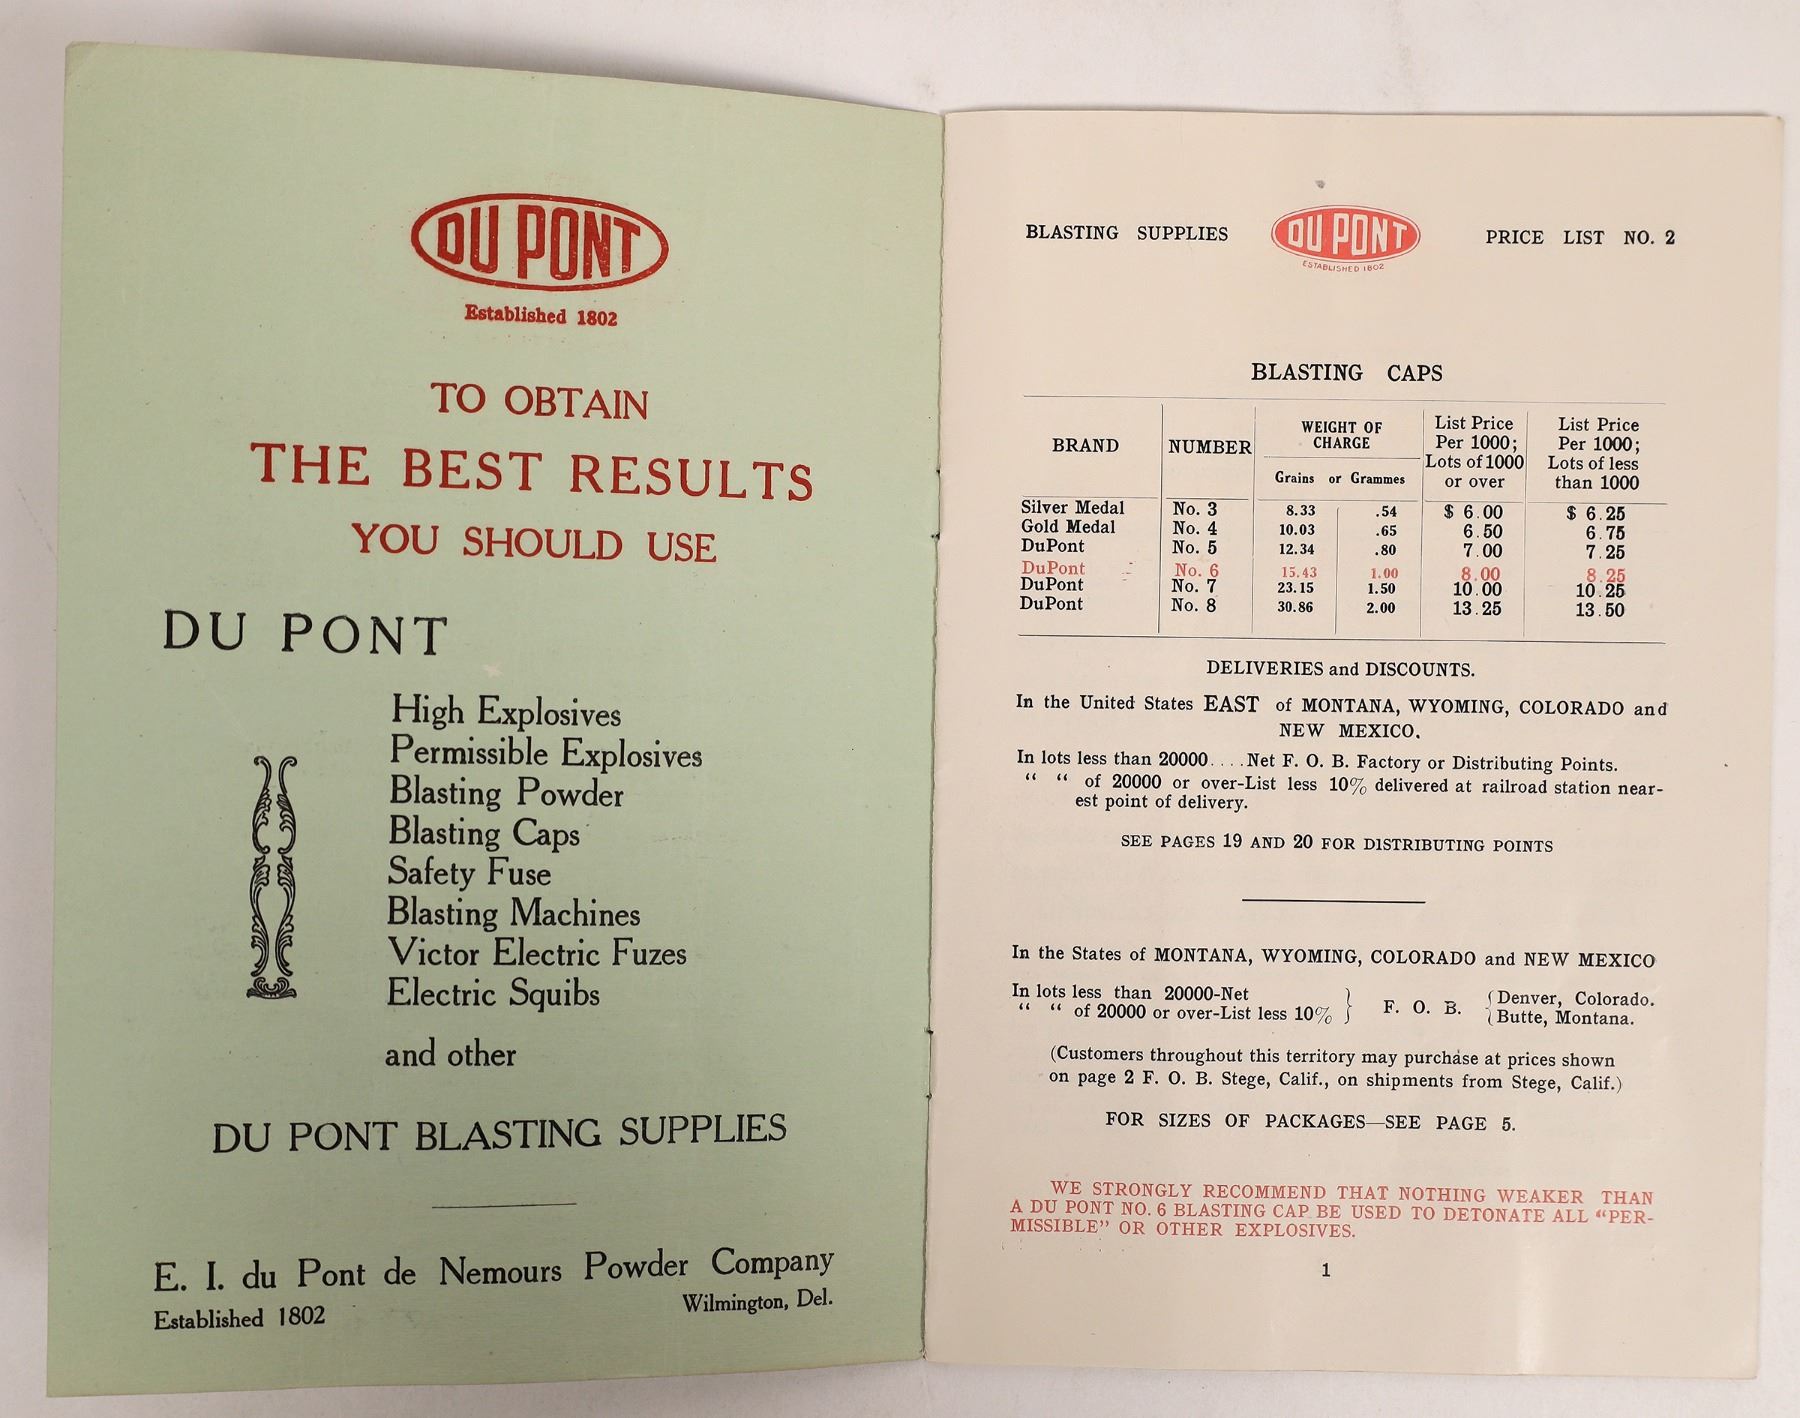 DU PONT
Established 1802
TO OBTAIN
THE BEST RESULTS
YOU SHOULD USE
DU PONT
High Explosives
Permissible Explosives
Blasting Powder
Blasting Caps
Safety Fuse
Blasting Machines
Victor Electric Fuzes
Electric Squibs
and other
DU PONT BLASTING SUPPLIES
E. I. du Pont de Nemours Powder Company
Established 1802 Wilmington, Del.
BLASTING SUPPLIES DU PONT PRICE LIST NO. 2
ESTABLISHED 1802
BLASTING CAPS
BRAND NUMBER WEIGHT OF CHARGE List Price Per 1000; Lots of 1000 or over List Price Per 1000; Lots of less than 1000
Grains or Grammes
Silver Medal No. 3 8.33 .54 $ 6.00 $ 6.25
Gold Medal No. 4 10.03 .65 6.50 6.75
DuPont No. 5 12.34 .80 7.00 7.25
DuPont No. 6 15.43 1.00 8.00 8.25
DuPont No. 7 23.15 1.50 10.00 10.25
DuPont No. 8 30.86 2.00 13.25 13.50
DELIVERIES and DISCOUNTS.
In the United States EAST of MONTANA, WYOMING, COLORADO and
NEW MEXICO.
In lots less than 20000....Net F. O. B. Factory or Distributing Points.
“ “ of 20000 or over-List less 10% delivered at railroad station near-
est point of delivery.
SEE PAGES 19 AND 20 FOR DISTRIBUTING POINTS
In the States of MONTANA, WYOMING, COLORADO and NEW MEXICO
In lots less than 20000-Net
“ “ of 20000 or over-List less 10% } F. O. B. { Denver, Colorado.
Butte, Montana.
(Customers throughout this territory may purchase at prices shown
on page 2 F. O. B. Stege, Calif., on shipments from Stege, Calif.)
FOR SIZES OF PACKAGES—SEE PAGE 5.
WE STRONGLY RECOMMEND THAT NOTHING WEAKER THAN
A DU PONT NO. 6 BLASTING CAP BE USED TO DETONATE ALL “PER-
MISSIBLE” OR OTHER EXPLOSIVES.
1